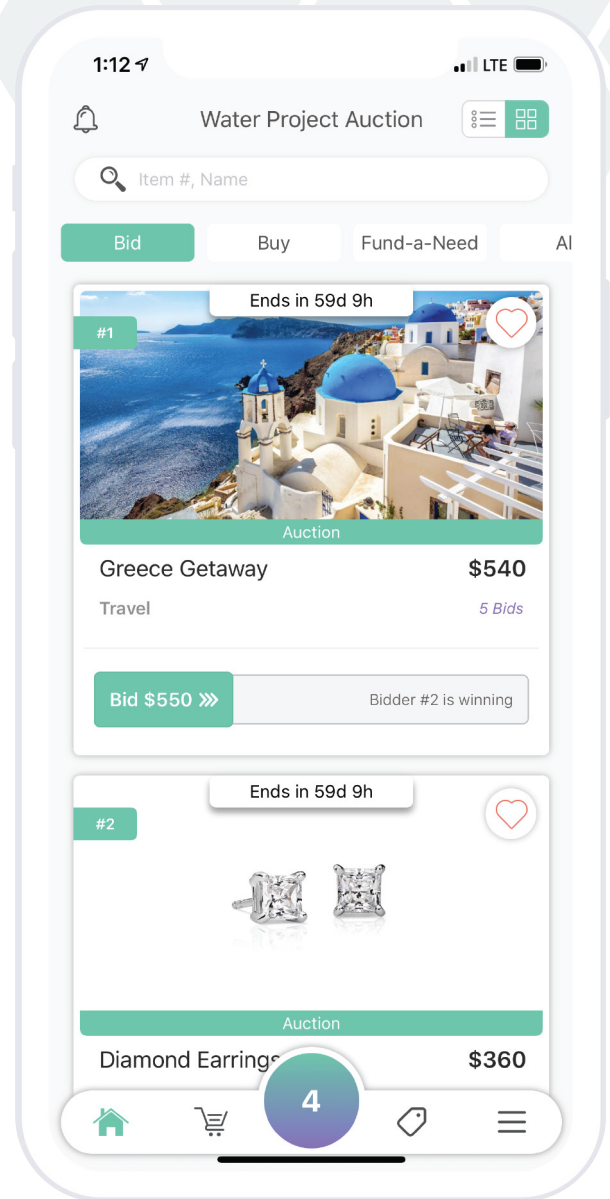 1:12 LTE
Water Project Auction
Item #, Name
Bid Buy Fund-a-Need Al
Ends in 59d 9h
#1
Auction
Greece Getaway $540
Travel 5 Bids
Bid $550 Bidder #2 is winning
Ends in 59d 9h
#2
Auction
Diamond Earrings $360
4